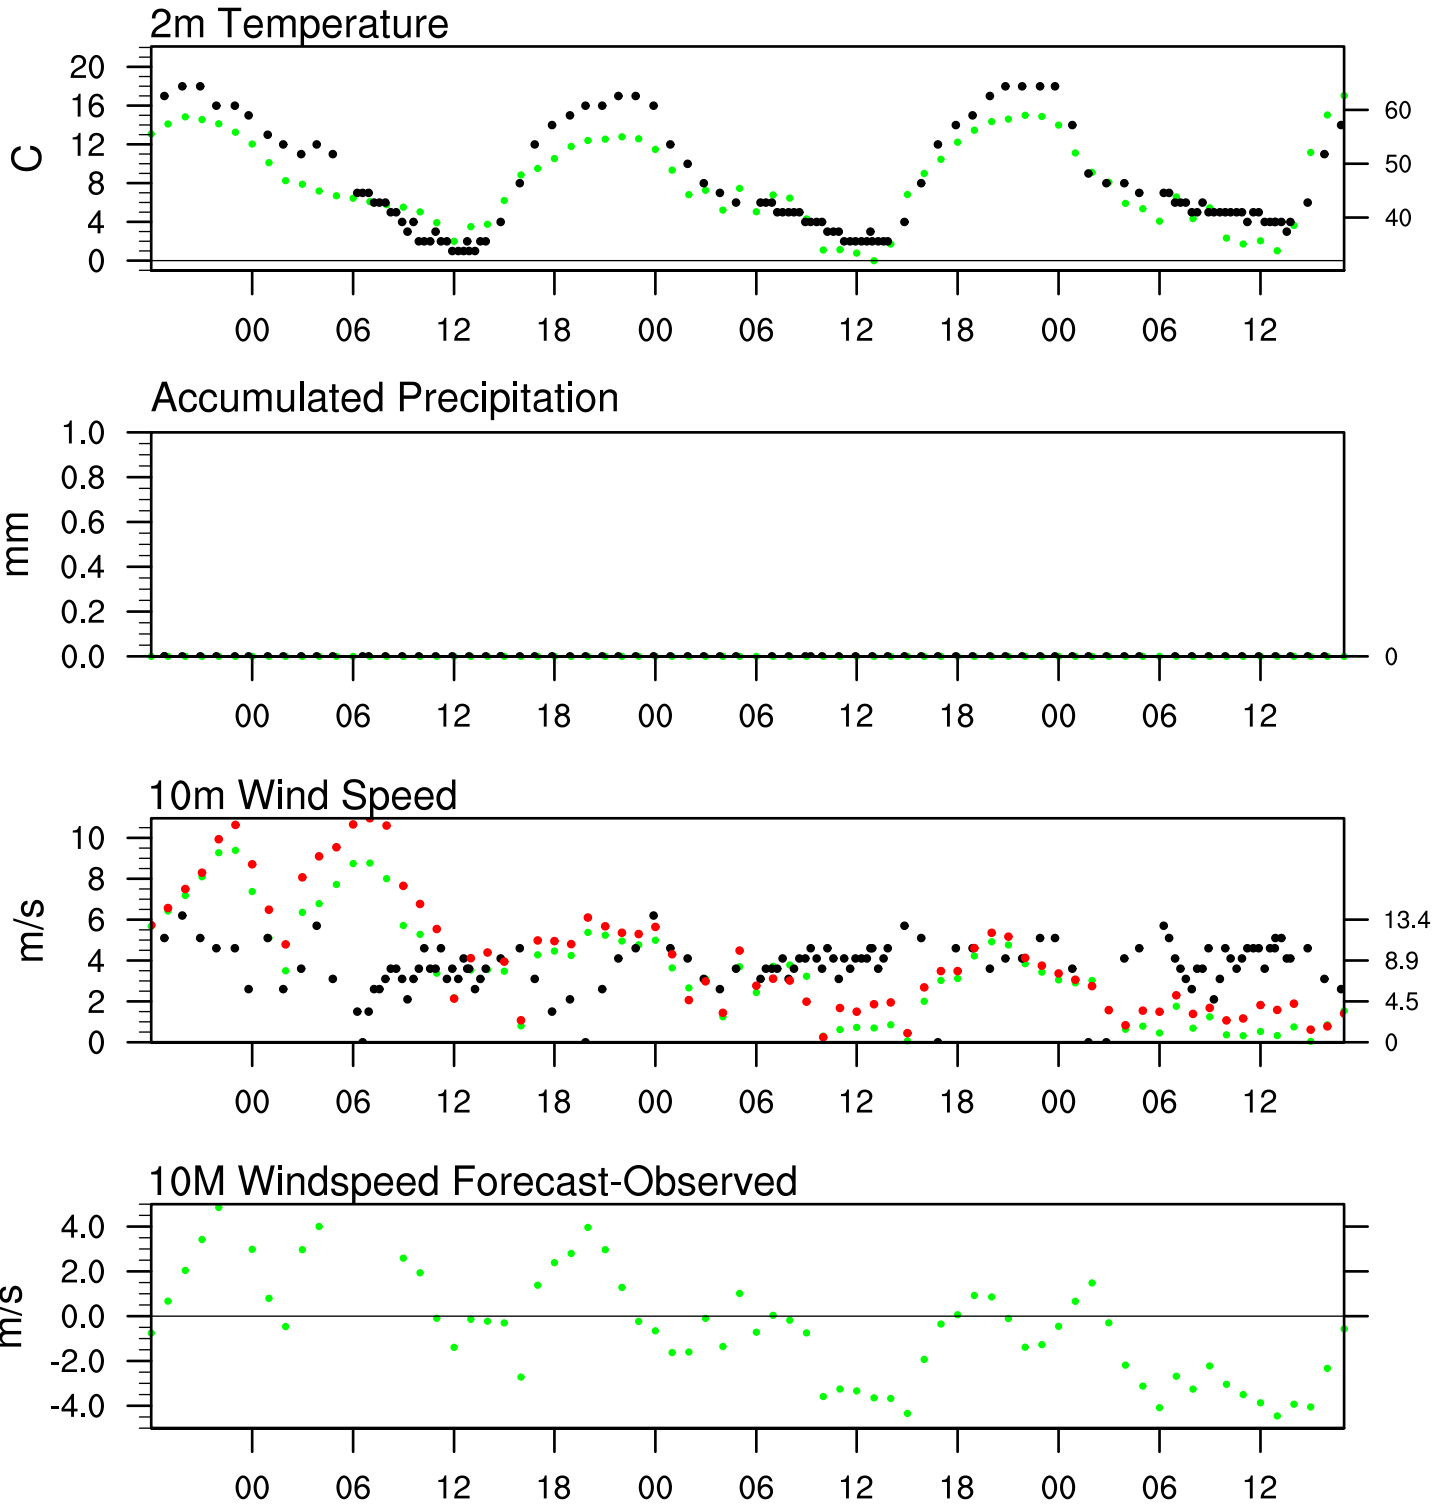 2m Temperature
20
16
12
8
4
0
C
60
50
40
00 06 12 18 00 06 12 18 00 06 12
Accumulated Precipitation
1.0
0.8
0.6
0.4
0.2
0.0
mm
0
00 06 12 18 00 06 12 18 00 06 12
10m Wind Speed
10
8
6
4
2
0
m/s
13.4
8.9
4.5
0
00 06 12 18 00 06 12 18 00 06 12
10M Windspeed Forecast-Observed
4.0
2.0
0.0
-2.0
-4.0
m/s
00 06 12 18 00 06 12 18 00 06 12